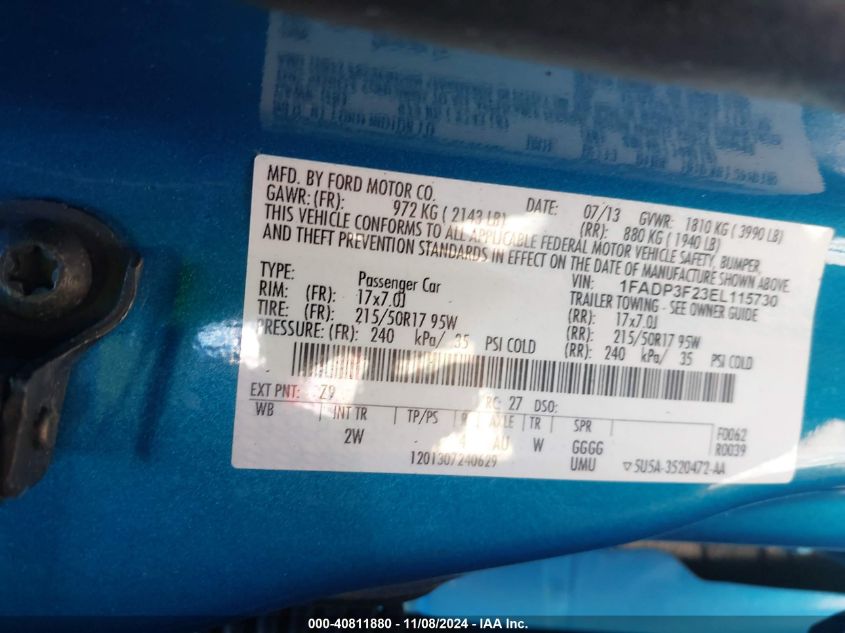 MFD. BY FORD MOTOR CO.
DATE: 07/13 GVWR: 1810 KG ( 3990 LB)
GAWR: (FR): 972 KG ( 2143 LB) (RR): 880 KG ( 1940 LB)
THIS VEHICLE CONFORMS TO ALL APPLICABLE FEDERAL MOTOR VEHICLE SAFETY, BUMPER,
AND THEFT PREVENTION STANDARDS IN EFFECT ON THE DATE OF MANUFACTURE SHOWN ABOVE.
VIN: 1FADP3F23EL115730
TYPE: Passenger Car TRAILER TOWING - SEE OWNER GUIDE
RIM: (FR): 17x7.0J (RR): 17x7.0J
TIRE: (FR): 215/50R17 95W (RR): 215/50R17 95W
PRESSURE: (FR): 240 kPa/ 35 PSI COLD (RR): 240 kPa/ 35 PSI COLD
EXT PNT: Z9 RC: 27 DSO:
WB INT TR TP/PS R AXLE TR SPR F0062
2W 4 AU W GGGG R0039
1201307240629 UMU 5U5A-3520472-AA
000-40811880 - 11/08/2024 - IAA Inc.